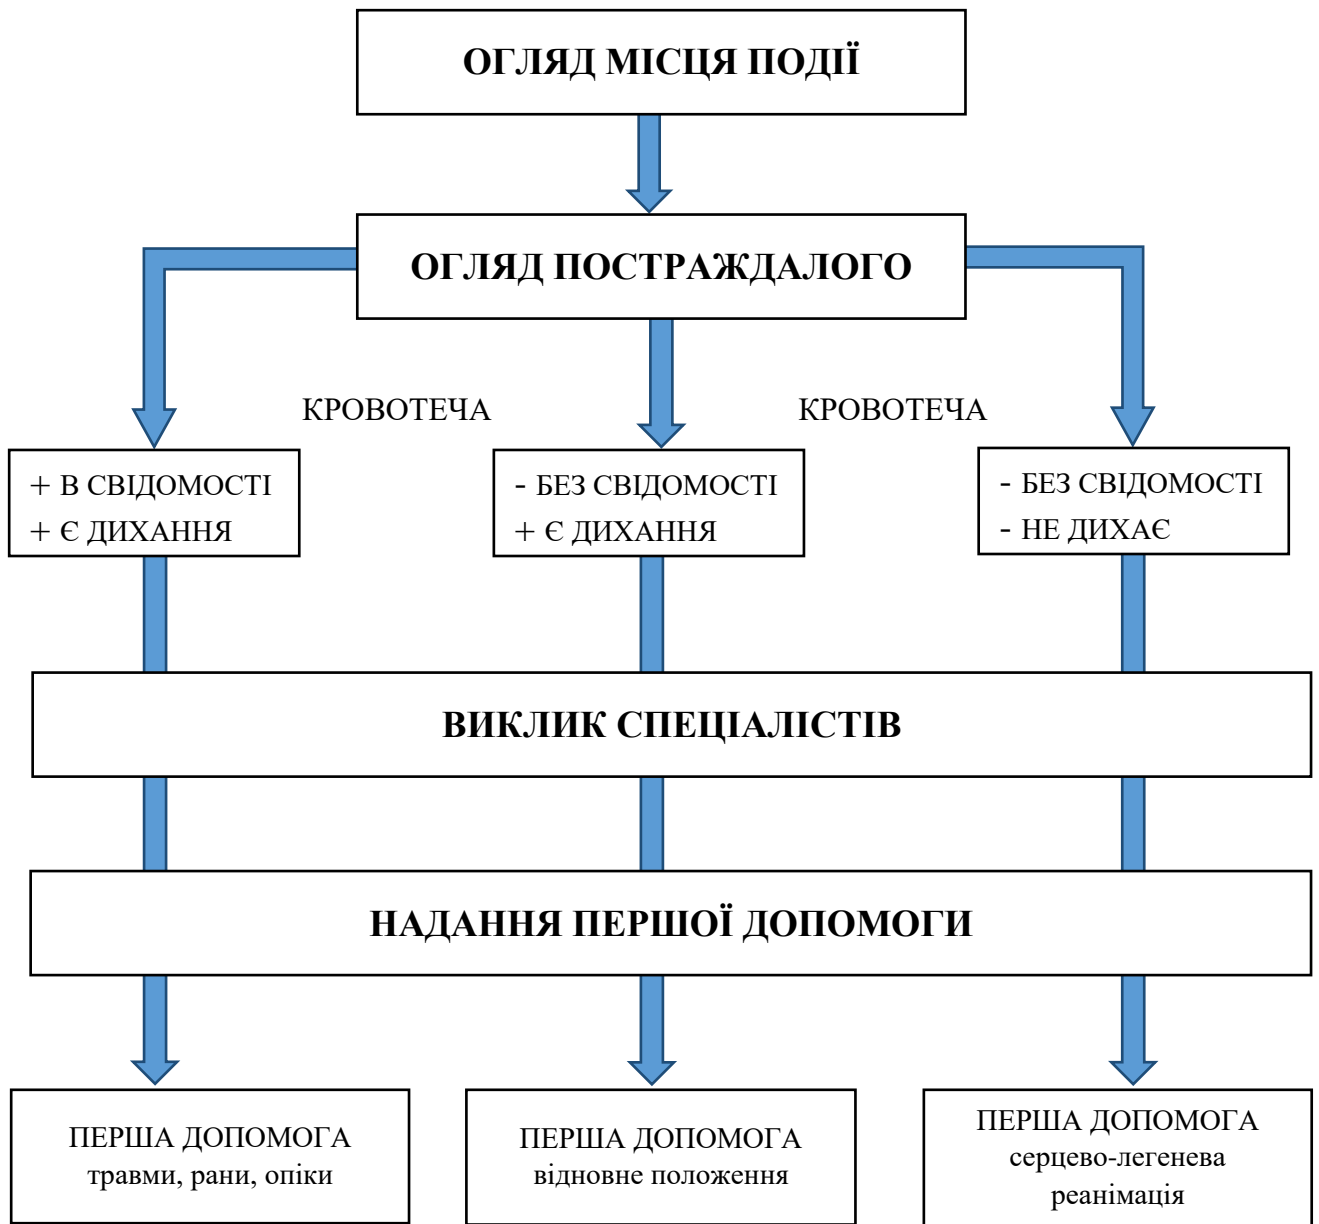 ОГЛЯД МІСЦЯ ПОДІЇ
ОГЛЯД ПОСТРАЖДАЛОГО
КРОВОТЕЧА
КРОВОТЕЧА
+ В СВІДОМОСТІ
+ Є ДИХАННЯ
- БЕЗ СВІДОМОСТІ
+ Є ДИХАННЯ
- БЕЗ СВІДОМОСТІ
- НЕ ДИХАЄ
ВИКЛИК СПЕЦІАЛІСТІВ
НАДАННЯ ПЕРШОЇ ДОПОМОГИ
ПЕРША ДОПОМОГА
травми, рани, опіки
ПЕРША ДОПОМОГА
відновне положення
ПЕРША ДОПОМОГА
серцево-легенева
реанімація